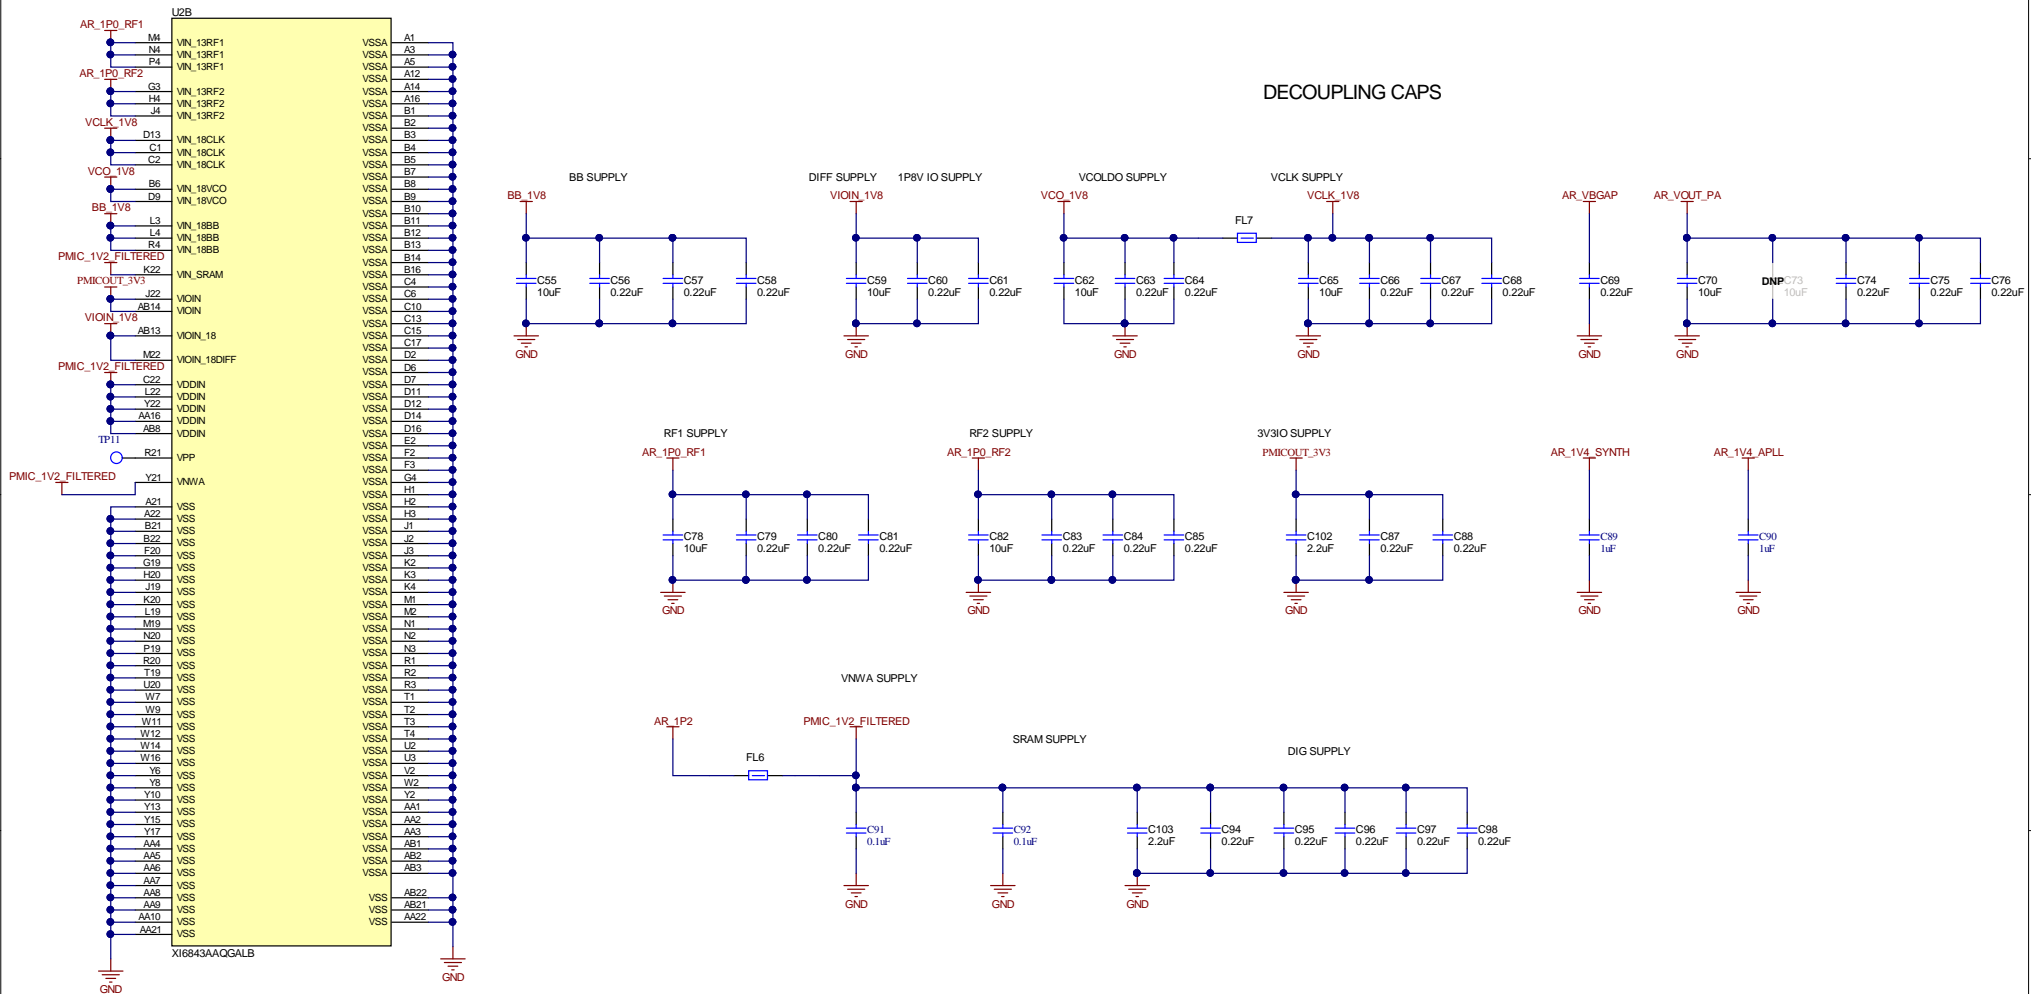 U2B
AR_1P0_RF1
M4 VIN_13RF1 VSSA A1
N4 VIN_13RF1 VSSA A3
P4 VIN_13RF1 VSSA A5
VSSA A12
AR_1P0_RF2
G3 VIN_13RF2 VSSA A14
H4 VIN_13RF2 VSSA A16
J4 VIN_13RF2 VSSA B1
VSSA B2
VCLK_1V8
D13 VIN_18CLK VSSA B3
C1 VIN_18CLK VSSA B4
C2 VIN_18CLK VSSA B5
VSSA B7
VCO_1V8
B6 VIN_18VCO VSSA B8
D9 VIN_18VCO VSSA B9
VSSA B10
BB_1V8
L3 VIN_18BB VSSA B11
L4 VIN_18BB VSSA B12
R4 VIN_18BB VSSA B13
VSSA B14
PMIC_1V2_FILTERED
K22 VIN_SRAM VSSA B16
VSSA C4
PMICOUT_3V3
J22 VIOIN VSSA C6
AB14 VIOIN VSSA C10
VSSA C13
VIOIN_1V8
AB13 VIOIN_18 VSSA C15
VSSA C17
M22 VIOIN_18DIFF VSSA D2
VSSA D6
PMIC_1V2_FILTERED
C22 VDDIN VSSA D7
L22 VDDIN VSSA D11
Y22 VDDIN VSSA D12
AA16 VDDIN VSSA D14
AB8 VDDIN VSSA D16
VSSA E2
TP11
R21 VPP VSSA F2
VSSA F3
PMIC_1V2_FILTERED
Y21 VNWA VSSA G4
VSSA H1
A21 VSS VSSA H2
A22 VSS VSSA H3
B21 VSS VSSA J1
B22 VSS VSSA J2
F20 VSS VSSA J3
G19 VSS VSSA K2
H20 VSS VSSA K3
J19 VSS VSSA K4
K20 VSS VSSA M1
L19 VSS VSSA M2
M19 VSS VSSA N1
N20 VSS VSSA N2
P19 VSS VSSA N3
R20 VSS VSSA R1
T19 VSS VSSA R2
U20 VSS VSSA R3
W7 VSS VSSA T1
W9 VSS VSSA T2
W11 VSS VSSA T3
W12 VSS VSSA T4
W14 VSS VSSA U2
W16 VSS VSSA U3
Y6 VSS VSSA V2
Y8 VSS VSSA W2
Y10 VSS VSSA Y2
Y13 VSS VSSA AA1
Y15 VSS VSSA AA2
Y17 VSS VSSA AA3
AA4 VSS VSSA AB1
AA5 VSS VSSA AB2
AA6 VSS VSSA AB3
AA7 VSS
AA8 VSS VSS AB22
AA9 VSS VSS AB21
AA10 VSS VSS AA22
AA21 VSS
XI6843AAQGALB
GND GND
DECOUPLING CAPS
BB SUPPLY DIFF SUPPLY 1P8V IO SUPPLY VCOLDO SUPPLY VCLK SUPPLY
BB_1V8 VIOIN_1V8 VCO_1V8 VCLK_1V8 AR_VBGAP AR_VOUT_PA
FL7
C55 C56 C57 C58 C59 C60 C61 C62 C63 C64 C65 C66 C67 C68 C69 C70 DNP C73 C74 C75 C76
10uF 0.22uF 0.22uF 0.22uF 10uF 0.22uF 0.22uF 10uF 0.22uF 0.22uF 10uF 0.22uF 0.22uF 0.22uF 0.22uF 10uF 10uF 0.22uF 0.22uF 0.22uF
GND GND GND GND GND GND
RF1 SUPPLY RF2 SUPPLY 3V3IO SUPPLY
AR_1P0_RF1 AR_1P0_RF2 PMICOUT_3V3 AR_1V4_SYNTH AR_1V4_APLL
C78 C79 C80 C81 C82 C83 C84 C85 C102 C87 C88 C89 C90
10uF 0.22uF 0.22uF 0.22uF 10uF 0.22uF 0.22uF 0.22uF 2.2uF 0.22uF 0.22uF 1uF 1uF
GND GND GND GND GND
VNWA SUPPLY
AR_1P2 PMIC_1V2_FILTERED
SRAM SUPPLY
DIG SUPPLY
FL6
C91 C92 C103 C94 C95 C96 C97 C98
0.1uF 0.1uF 2.2uF 0.22uF 0.22uF 0.22uF 0.22uF 0.22uF
GND GND GND